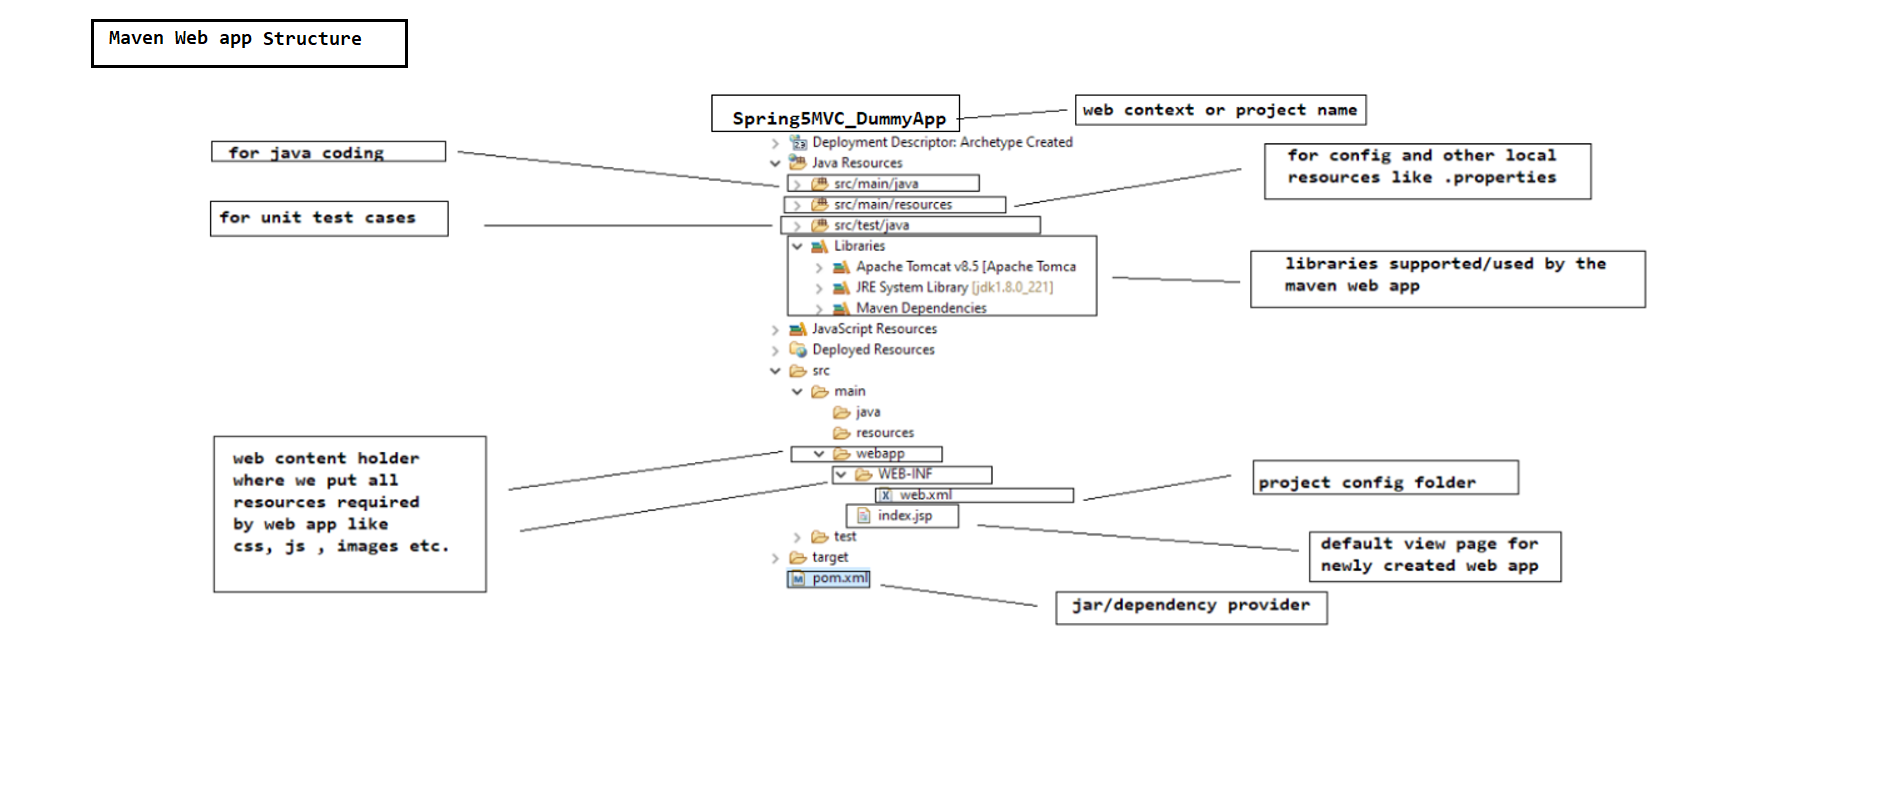 Maven Web app Structure
Spring5MVC_DummyApp
web context or project name
Deployment Descriptor: Archetype Created
for java coding
Java Resources
for config and other local
resources like .properties
src/main/java
src/main/resources
for unit test cases
src/test/java
Libraries
Apache Tomcat v8.5 [Apache Tomca
JRE System Library [jdk1.8.0_221]
Maven Dependencies
libraries supported/used by the
maven web app
JavaScript Resources
Deployed Resources
src
main
java
resources
webapp
WEB-INF
web.xml
index.jsp
web content holder
where we put all
resources required
by web app like
css, js , images etc.
project config folder
default view page for
newly created web app
test
target
pom.xml
jar/dependency provider